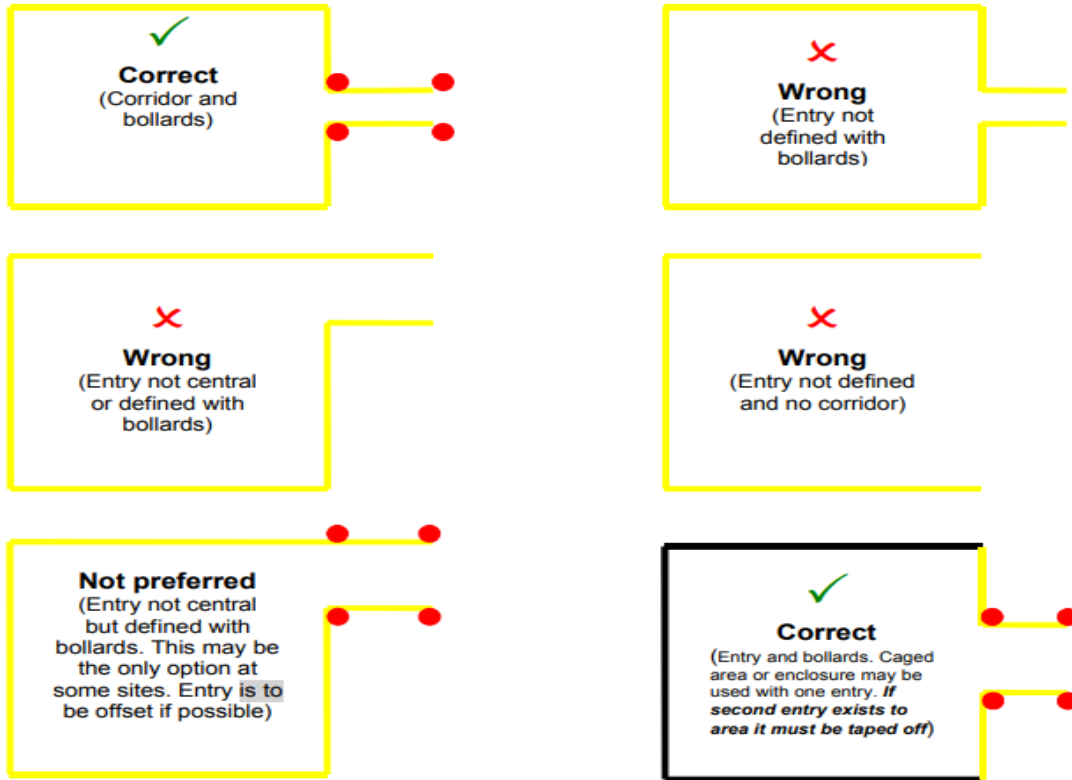 Correct
(Corridor and
bollards)
Wrong
(Entry not
defined with
bollards)
Wrong
(Entry not central
or defined with
bollards)
Wrong
(Entry not defined
and no corridor)
Not preferred
(Entry not central
but defined with
bollards. This may be
the only option at
some sites. Entry is to
be offset if possible)
Correct
(Entry and bollards. Caged
area or enclosure may be
used with one entry. If
second entry exists to
area it must be taped off)